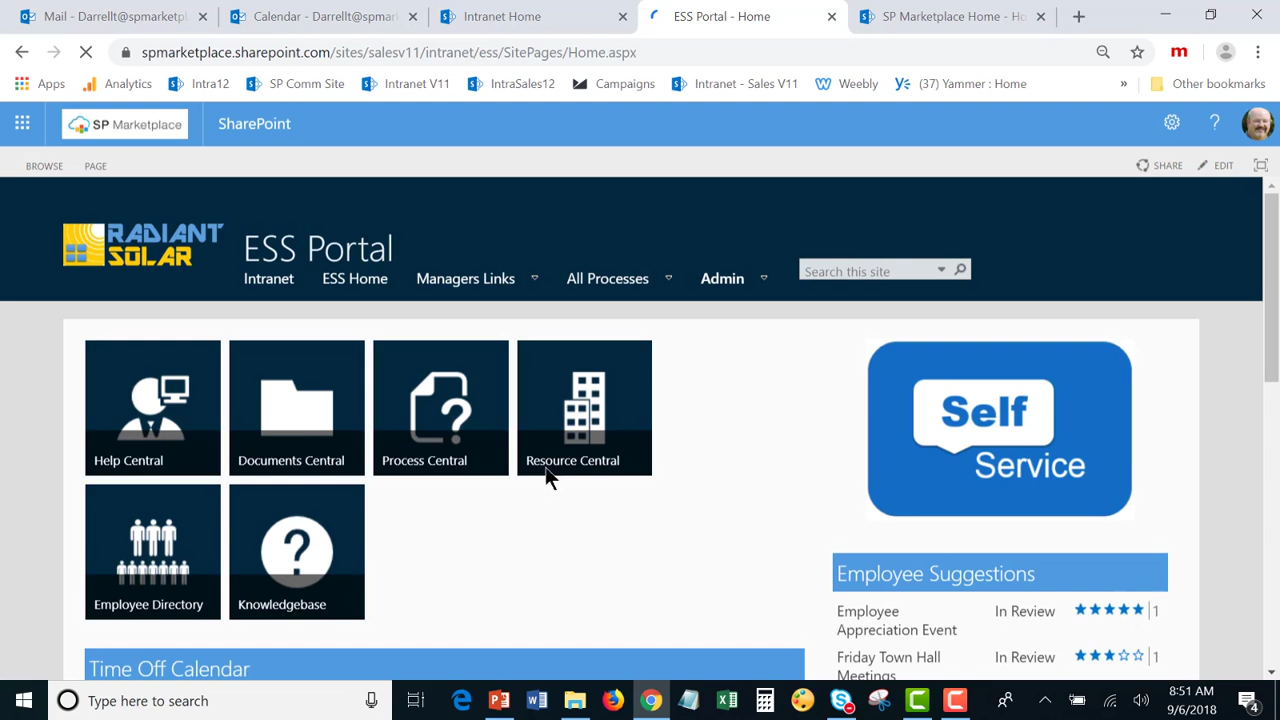 Mail - Darrellt@spmarketpl
Calendar - Darrellt@spmar
Intranet Home
ESS Portal - Home
SP Marketplace Home - Ho
spmarketplace.sharepoint.com/sites/salesv11/intranet/ess/SitePages/Home.aspx
m
Apps
Analytics
Intra12
SP Comm Site
Intranet V11
IntraSales12
Campaigns
Intranet - Sales V11
Weebly
(37) Yammer : Home
»
Other bookmarks
SP Marketplace
SharePoint
?
BROWSE
PAGE
SHARE
EDIT
RADIANT
SOLAR
ESS Portal
Intranet
ESS Home
Managers Links
All Processes
Admin
Search this site
Help Central
Documents Central
Process Central
Resource Central
Self
Service
Employee Directory
Knowledgebase
Employee Suggestions
Employee
Appreciation Event
In Review
1
Friday Town Hall
Meetings
In Review
1
Time Off Calendar
Type here to search
8:51 AM
9/6/2018
4